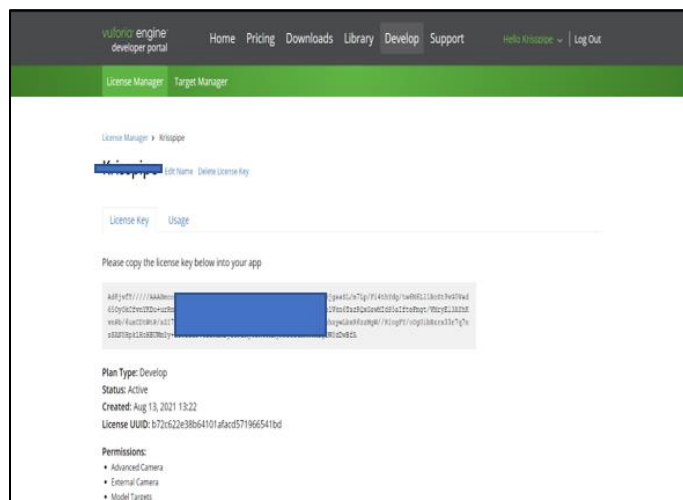 vuforia engine
developer portal
Home Pricing Downloads Library Develop Support
Hello Krisspipe
Log Out
License Manager Target Manager
License Manager > Krisspipe
Edit Name Delete License Key
License Key Usage
Please copy the license key below into your app
Plan Type: Develop
Status: Active
Created: Aug 13, 2021 13:22
License UUID: b72c622e38b64101afacd571966541bd
Permissions:
• Advanced Camera
• External Camera
• Model Targets